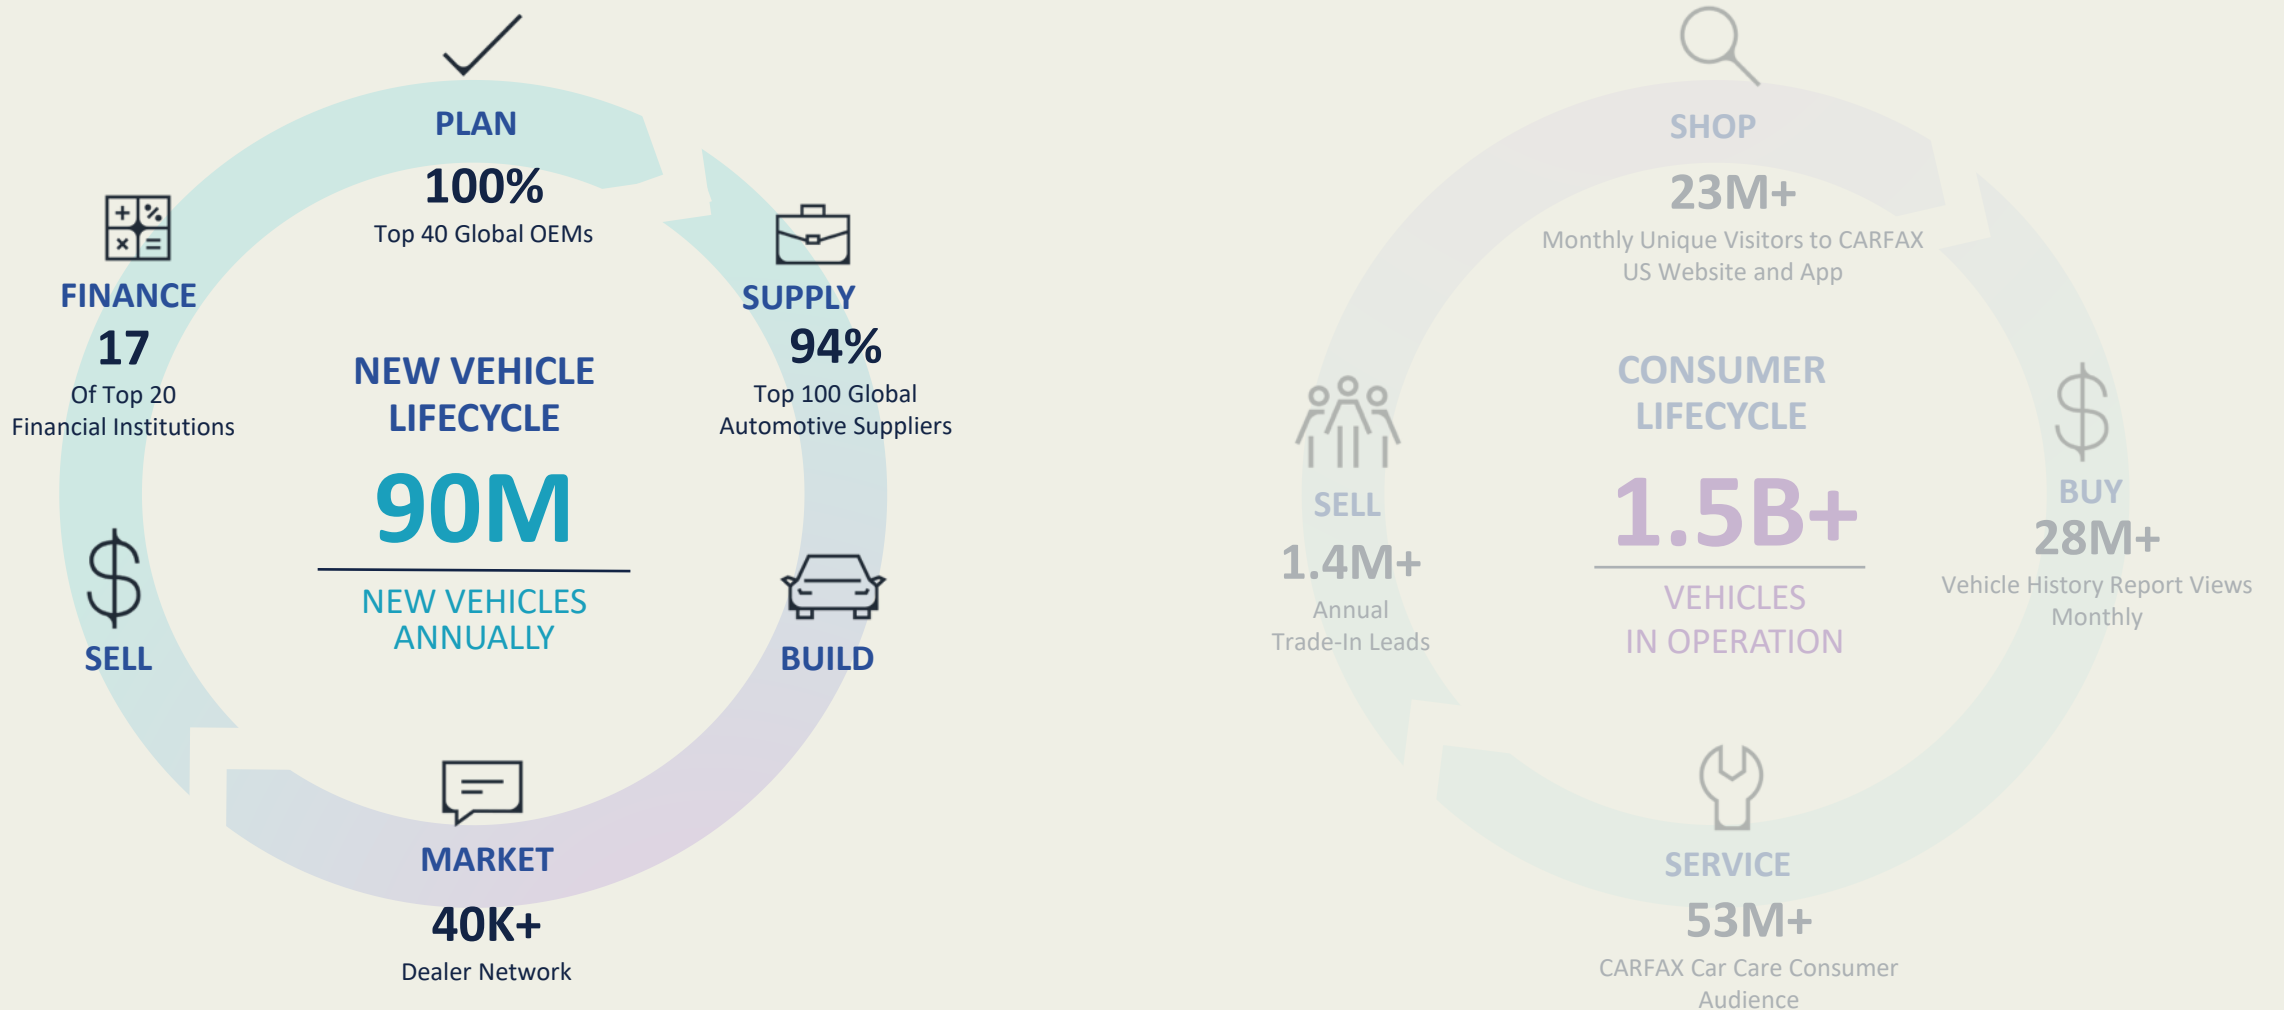 PLAN
100%
Top 40 Global OEMs
SUPPLY
94%
Top 100 Global
Automotive Suppliers
BUILD
MARKET
40K+
Dealer Network
SELL
FINANCE
17
Of Top 20
Financial Institutions
NEW VEHICLE
LIFECYCLE
90M
NEW VEHICLES
ANNUALLY
SHOP
23M+
Monthly Unique Visitors to CARFAX
US Website and App
BUY
28M+
Vehicle History Report Views
Monthly
SERVICE
53M+
CARFAX Car Care Consumer
Audience
SELL
1.4M+
Annual
Trade-In Leads
CONSUMER
LIFECYCLE
1.5B+
VEHICLES
IN OPERATION